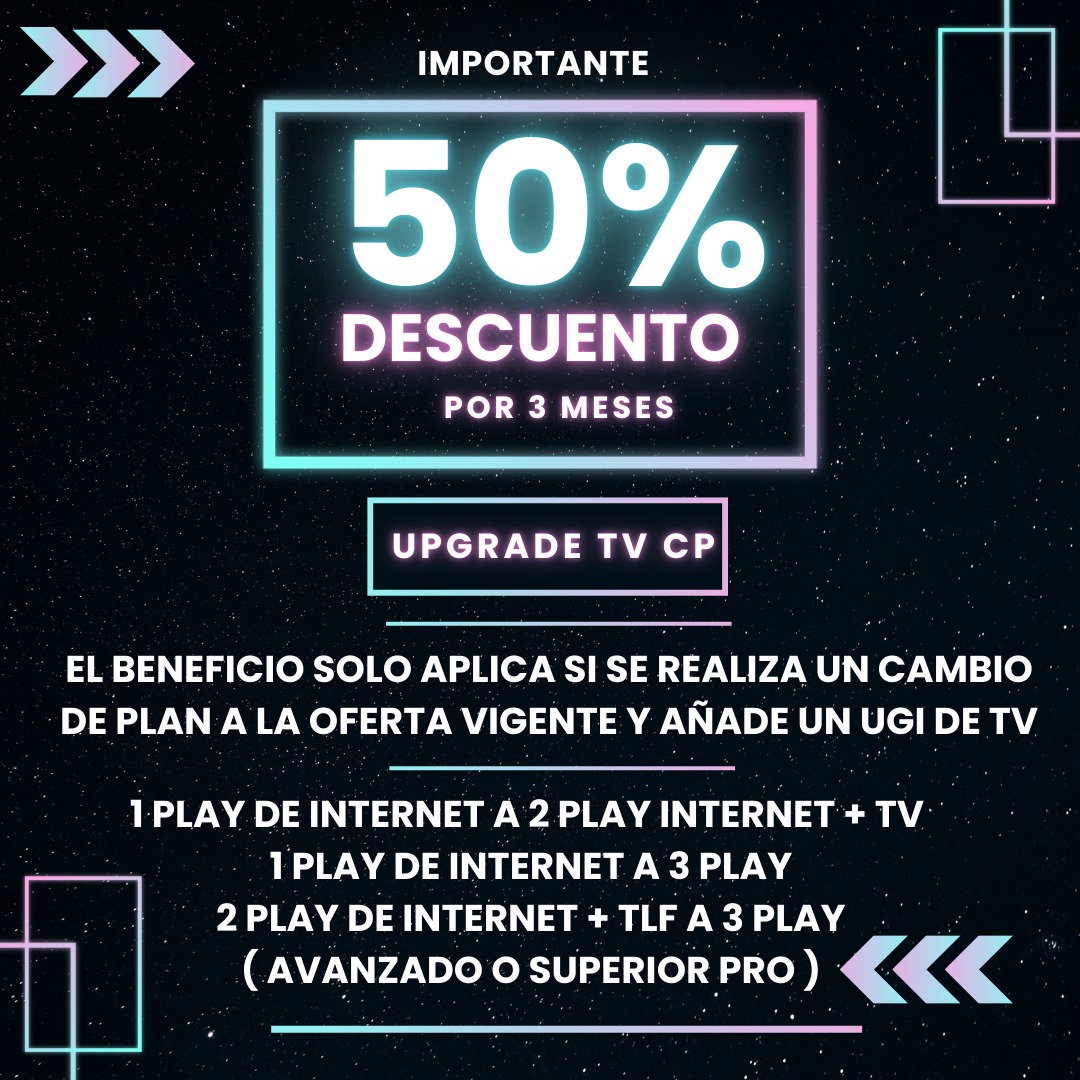 IMPORTANTE
50%
DESCUENTO
POR 3 MESES
UPGRADE TV CP
EL BENEFICIO SOLO APLICA SI SE REALIZA UN CAMBIO
DE PLAN A LA OFERTA VIGENTE Y AÑADE UN UGI DE TV
1 PLAY DE INTERNET A 2 PLAY INTERNET + TV
1 PLAY DE INTERNET A 3 PLAY
2 PLAY DE INTERNET + TLF A 3 PLAY
( AVANZADO O SUPERIOR PRO )